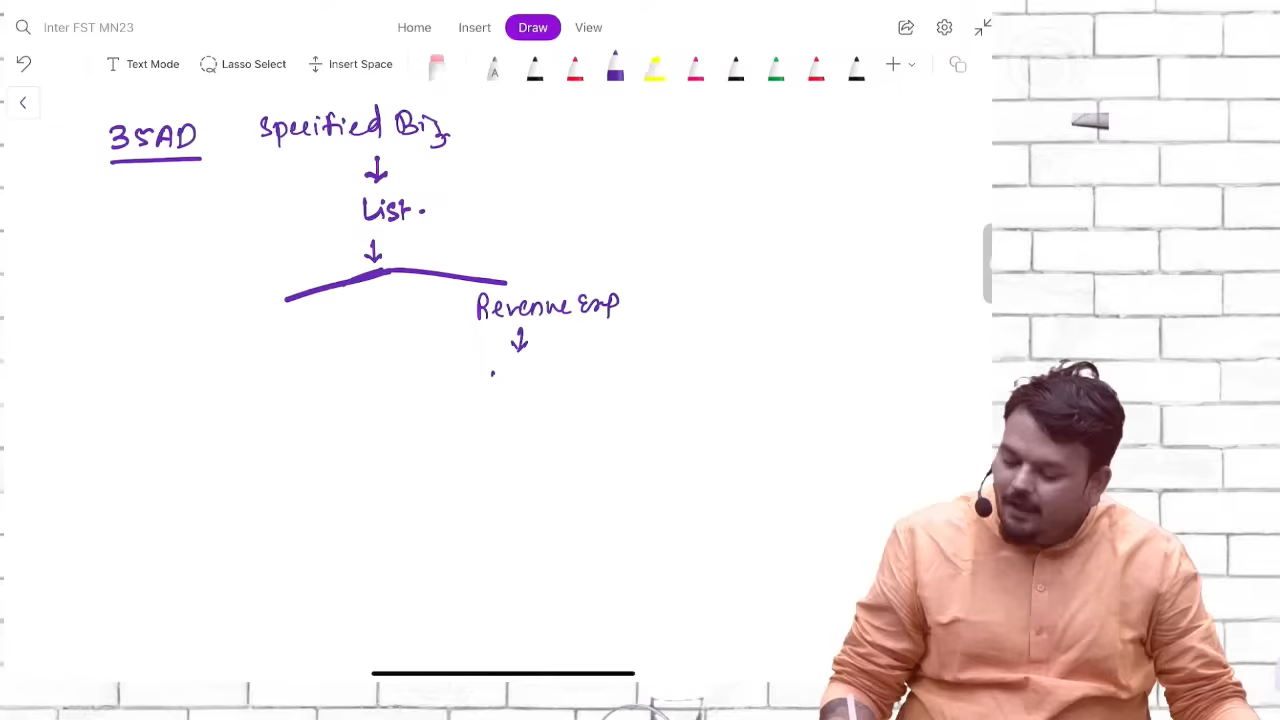 Inter FST MN23
Home Insert Draw View
Text Mode Lasso Select Insert Space
35AD Specified Biz
List.
Revenue Exp